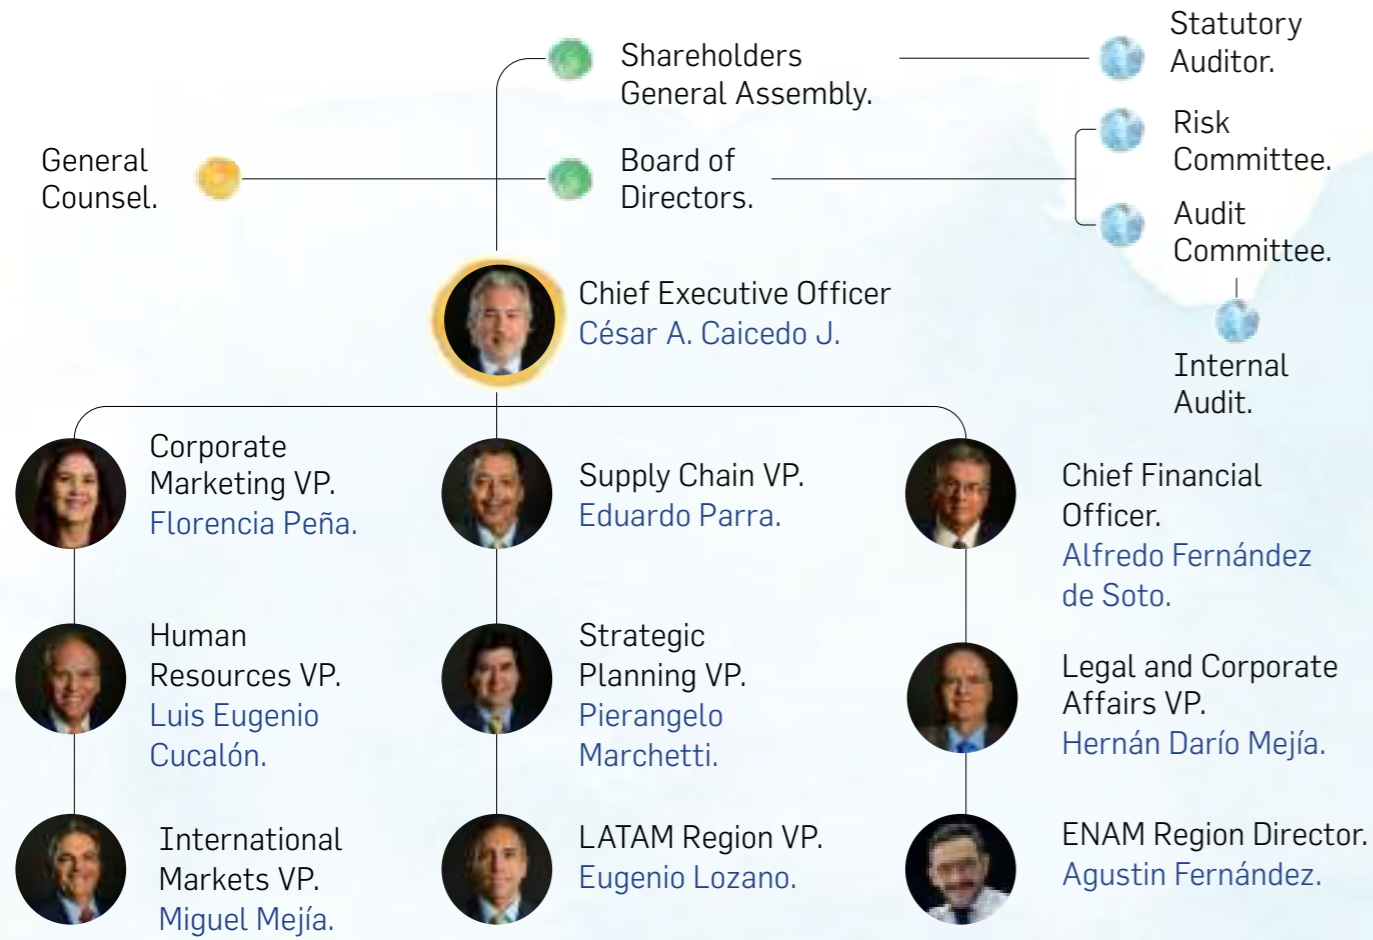 Shareholders
General Assembly.
Statutory
Auditor.
General
Counsel.
Board of
Directors.
Risk
Committee.
Audit
Committee.
Internal
Audit.
Chief Executive Officer
César A. Caicedo J.
Corporate
Marketing VP.
Florencia Peña.
Supply Chain VP.
Eduardo Parra.
Chief Financial
Officer.
Alfredo Fernández
de Soto.
Human
Resources VP.
Luis Eugenio
Cucalón.
Strategic
Planning VP.
Pierangelo
Marchetti.
Legal and Corporate
Affairs VP.
Hernán Darío Mejía.
International
Markets VP.
Miguel Mejía.
LATAM Region VP.
Eugenio Lozano.
ENAM Region Director.
Agustin Fernández.